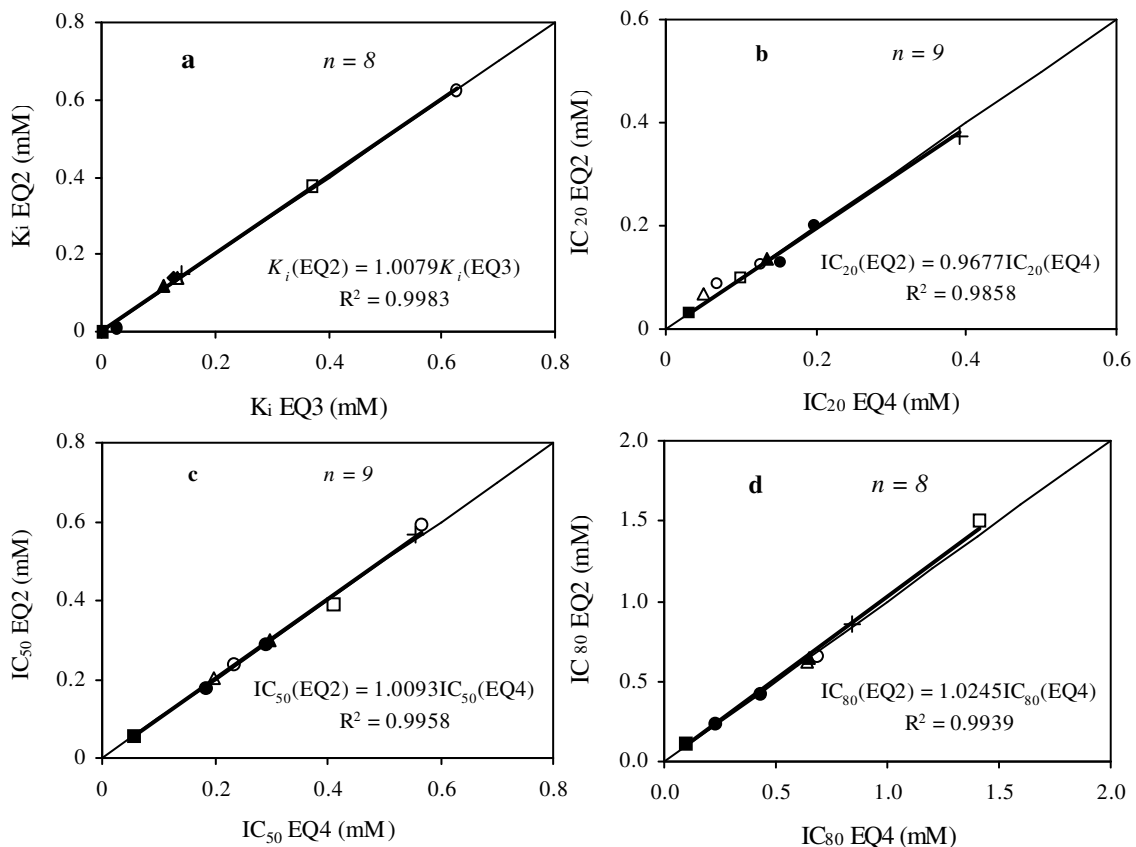 a
n = 8
0.8
0.6
0.4
0.2
0
Ki EQ2 (mM)
K_i(EQ2) = 1.0079K_i(EQ3)
R² = 0.9983
0 0.2 0.4 0.6 0.8
Ki EQ3 (mM)
b
n = 9
0.6
0.4
0.2
0
IC₂₀ EQ2 (mM)
IC₂₀(EQ2) = 0.9677IC₂₀(EQ4)
R² = 0.9858
0 0.2 0.4 0.6
IC₂₀ EQ4 (mM)
c
n = 9
0.8
0.6
0.4
0.2
0
IC₅₀ EQ2 (mM)
IC₅₀(EQ2) = 1.0093IC₅₀(EQ4)
R² = 0.9958
0 0.2 0.4 0.6 0.8
IC₅₀ EQ4 (mM)
d
n = 8
2.0
1.5
1.0
0.5
0.0
IC₈₀ EQ2 (mM)
IC₈₀(EQ2) = 1.0245IC₈₀(EQ4)
R² = 0.9939
0.0 0.5 1.0 1.5 2.0
IC₈₀ EQ4 (mM)